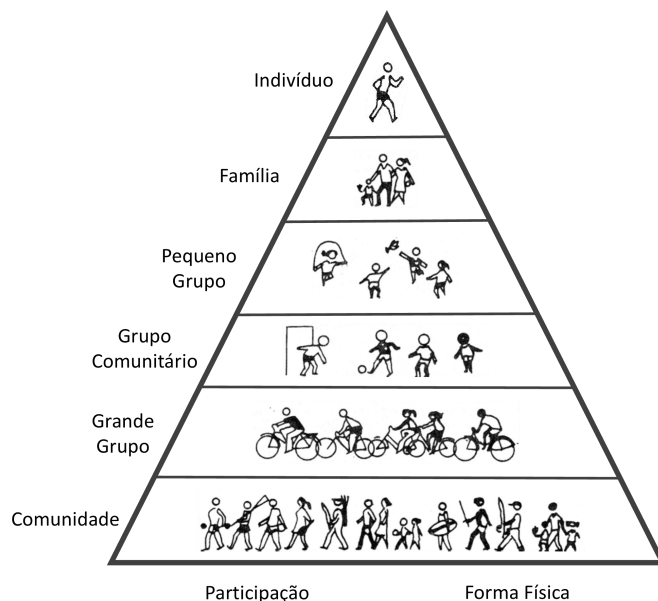 Indivíduo
Família
Pequeno
Grupo
Grupo
Comunitário
Grande
Grupo
Comunidade
Participação
Forma Física